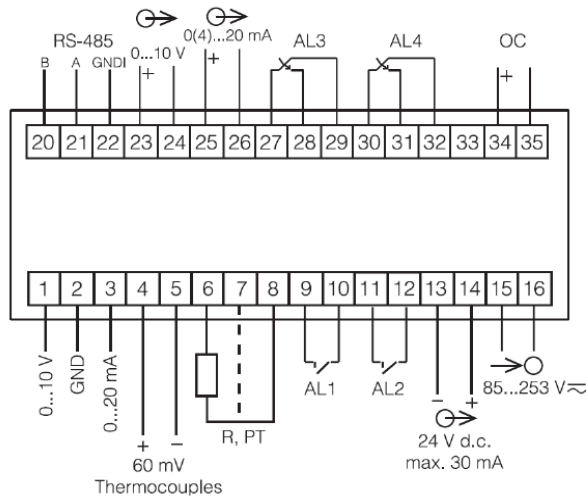 RS-485
0(4)...20 mA
AL3
AL4
OC
0...10 V
B
A
GNDI
+
+
+
20 21 22 23 24 25 26 27 28 29 30 31 32 33 34 35
1 2 3 4 5 6 7 8 9 10 11 12 13 14 15 16
0...10 V
GND
0...20 mA
+
−
60 mV
Thermocouples
R, PT
AL1
AL2
−
+
24 V d.c.
max. 30 mA
85...253 V